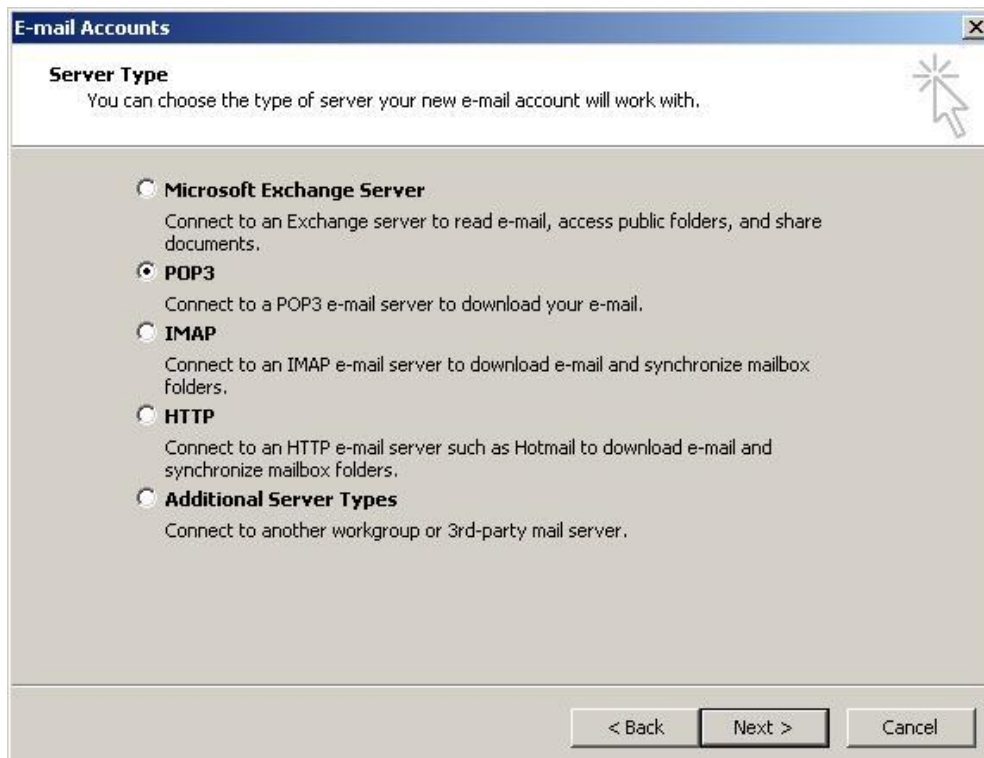 E-mail Accounts
Server Type
You can choose the type of server your new e-mail account will work with.
Microsoft Exchange Server
Connect to an Exchange server to read e-mail, access public folders, and share
documents.
POP3
Connect to a POP3 e-mail server to download your e-mail.
IMAP
Connect to an IMAP e-mail server to download e-mail and synchronize mailbox
folders.
HTTP
Connect to an HTTP e-mail server such as Hotmail to download e-mail and
synchronize mailbox folders.
Additional Server Types
Connect to another workgroup or 3rd-party mail server.
< Back Next > Cancel